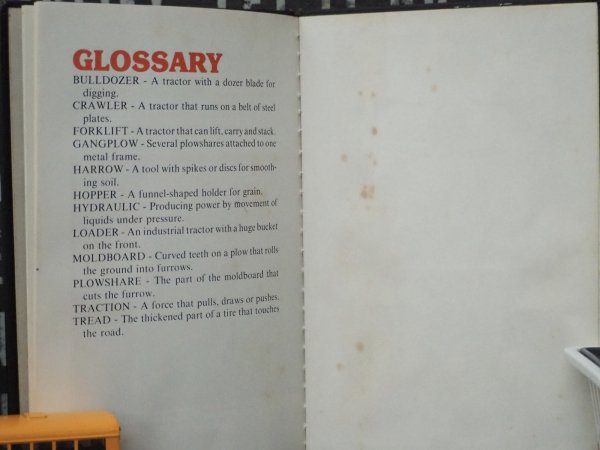 GLOSSARY
BULLDOZER - A tractor with a dozer blade for
digging.
CRAWLER - A tractor that runs on a belt of steel
plates.
FORKLIFT - A tractor that can lift, carry and stack.
GANGPLOW - Several plowshares attached to one
metal frame.
HARROW - A tool with spikes or discs for smooth-
ing soil.
HOPPER - A funnel-shaped holder for grain.
HYDRAULIC - Producing power by movement of
liquids under pressure.
LOADER - An industrial tractor with a huge bucket
on the front.
MOLDBOARD - Curved teeth on a plow that rolls
the ground into furrows.
PLOWSHARE - The part of the moldboard that
cuts the furrow.
TRACTION - A force that pulls, draws or pushes.
TREAD - The thickened part of a tire that touches
the road.